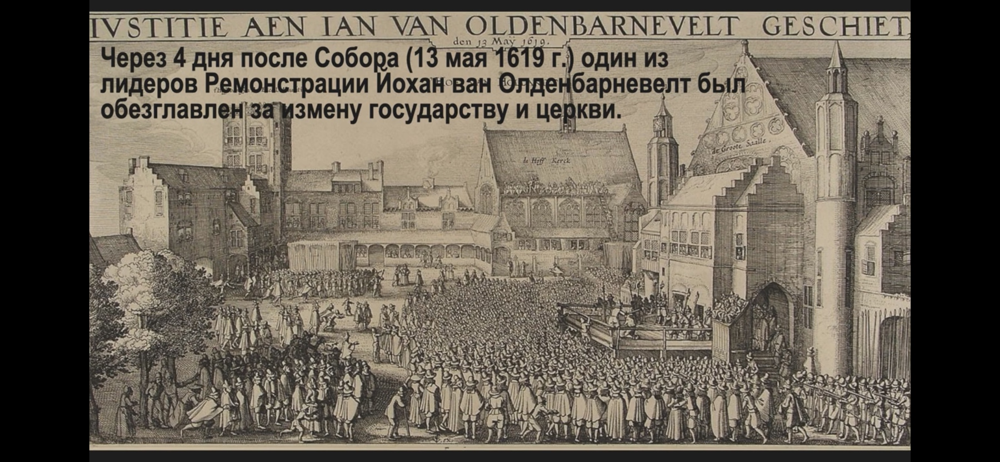 IVSTITIE AEN IAN VAN OLDENBARNEVELT GESCHIET,
den 13 Maÿ 1619.
Через 4 дня после Собора (13 мая 1619 г.) один из
лидеров Ремонстрации Йохан ван Олденбарневелт был
обезглавлен за измену государству и церкви.
de Groote Saalle.
de Hoff Kerck